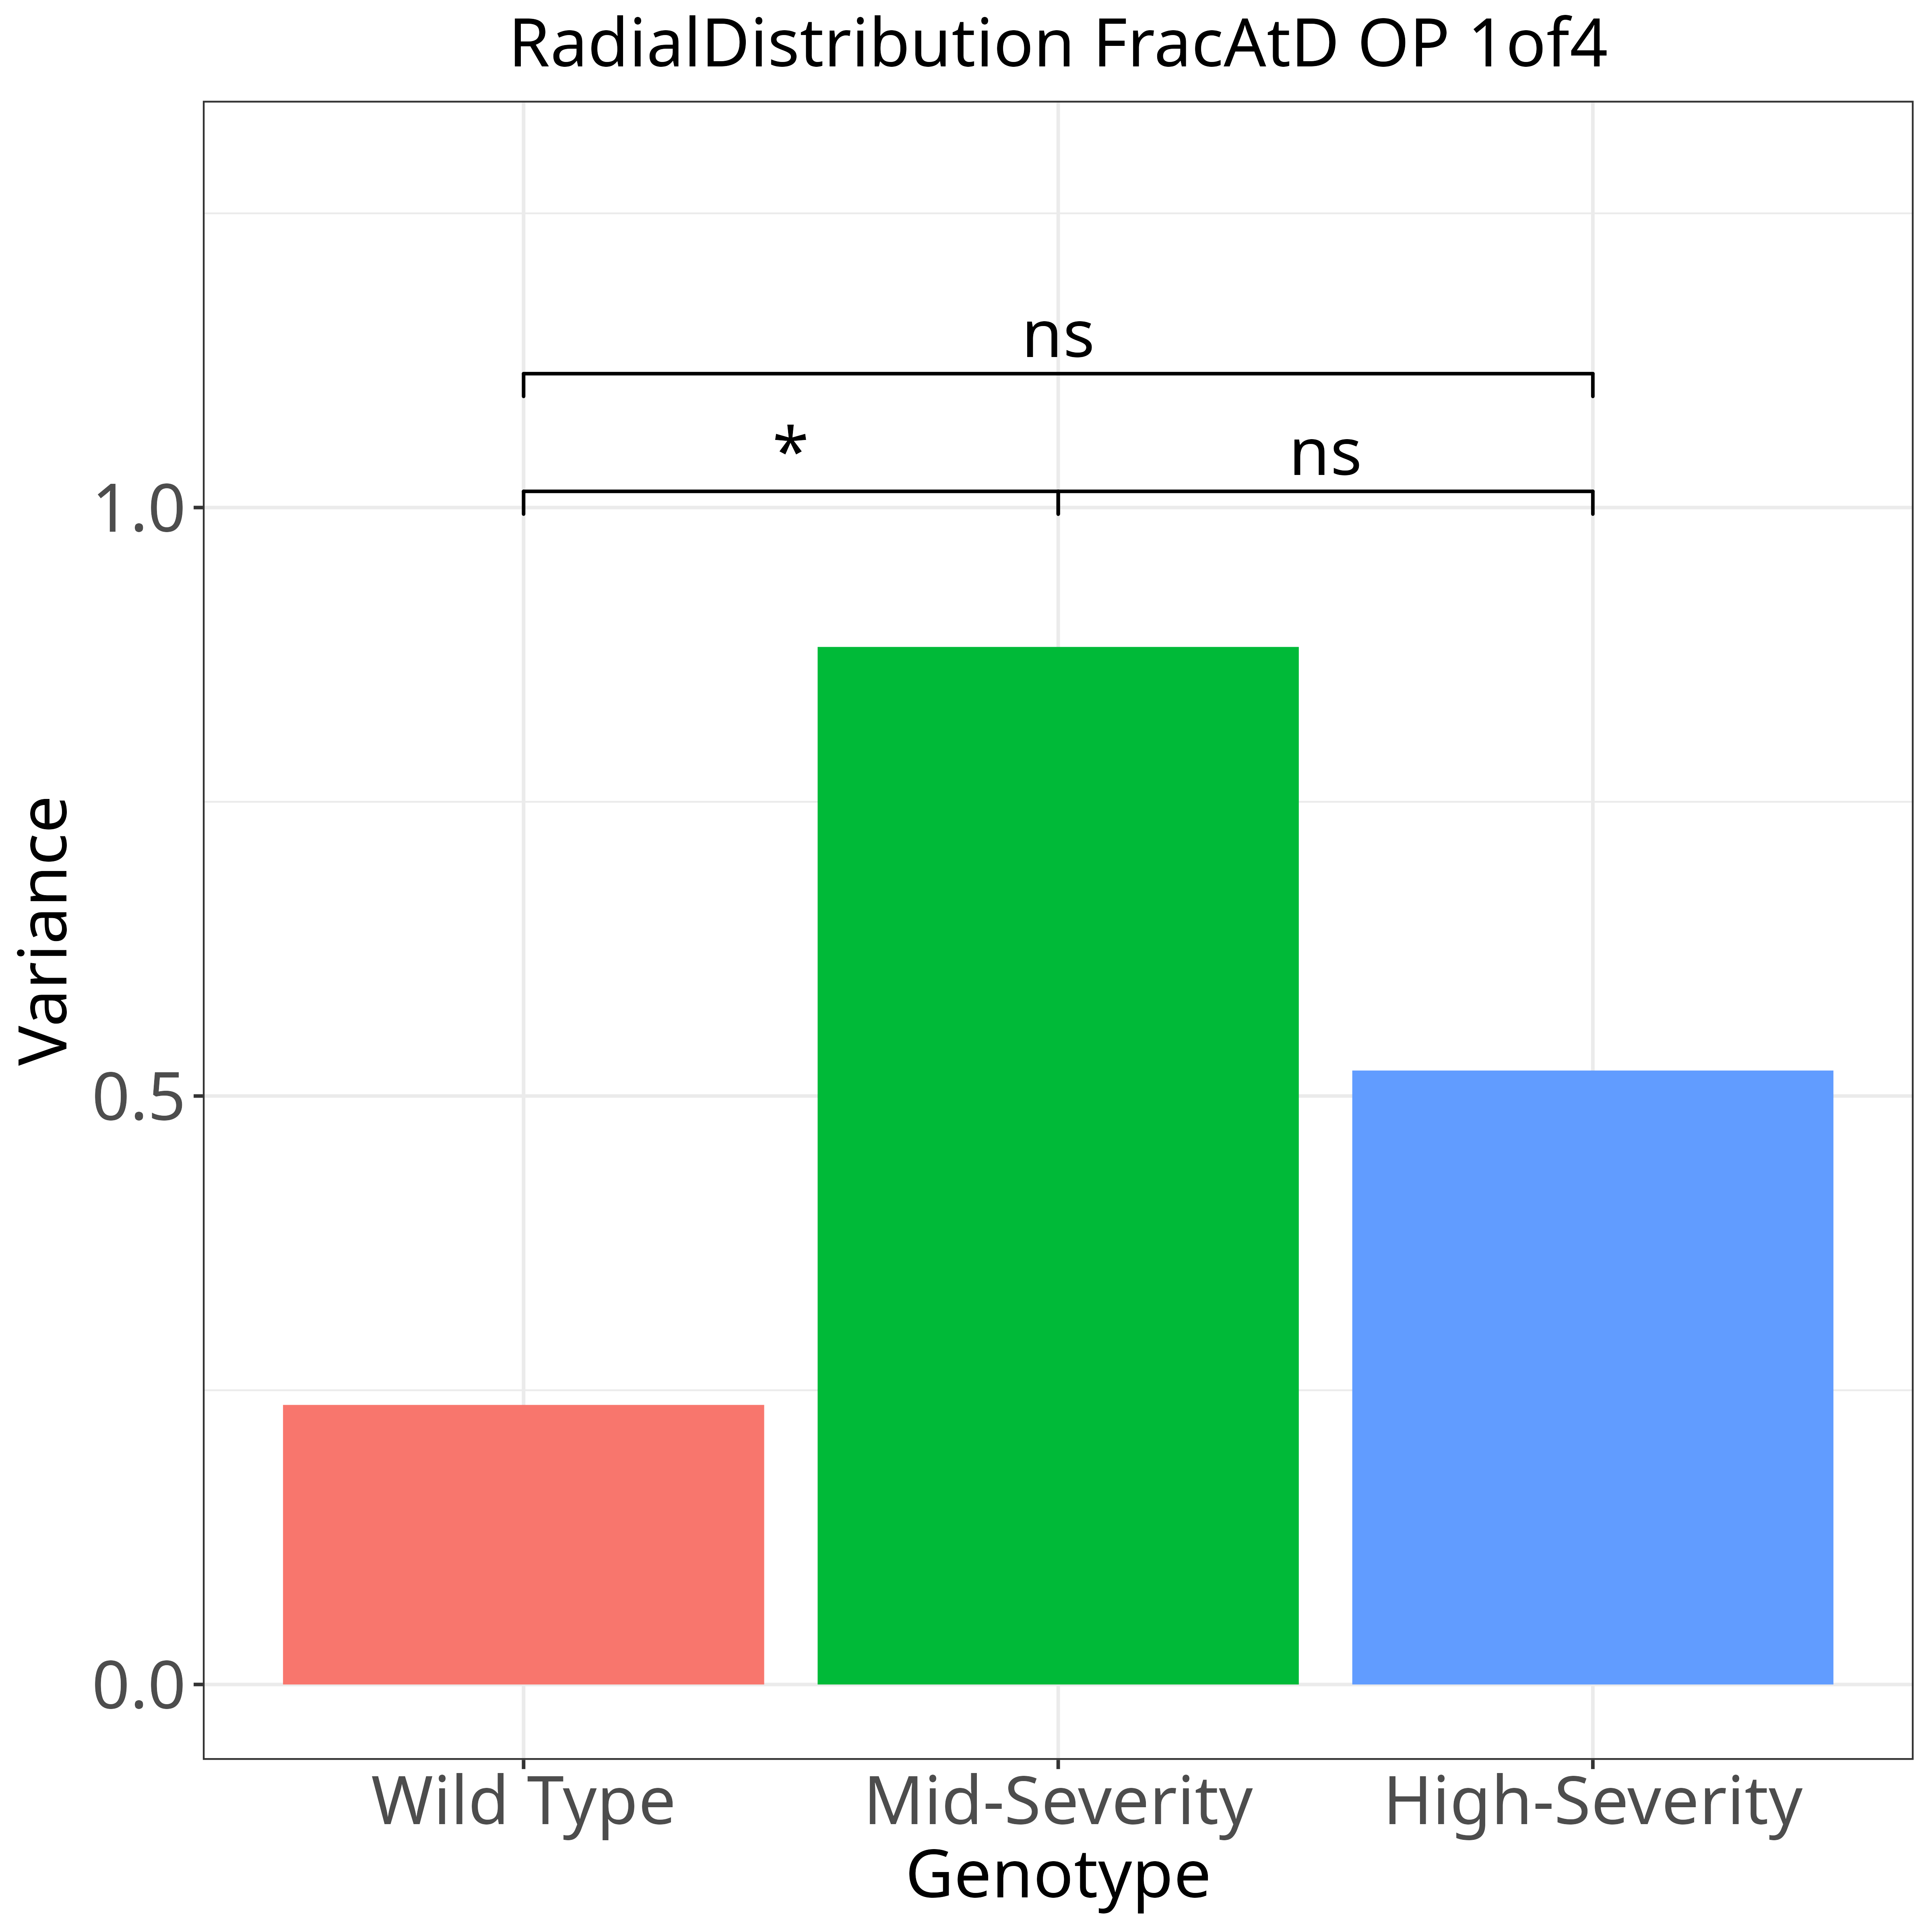 RadialDistribution FracAtD OP 1of4
ns
* ns
1.0
0.5
0.0
Variance
Wild Type Mid-Severity High-Severity
Genotype